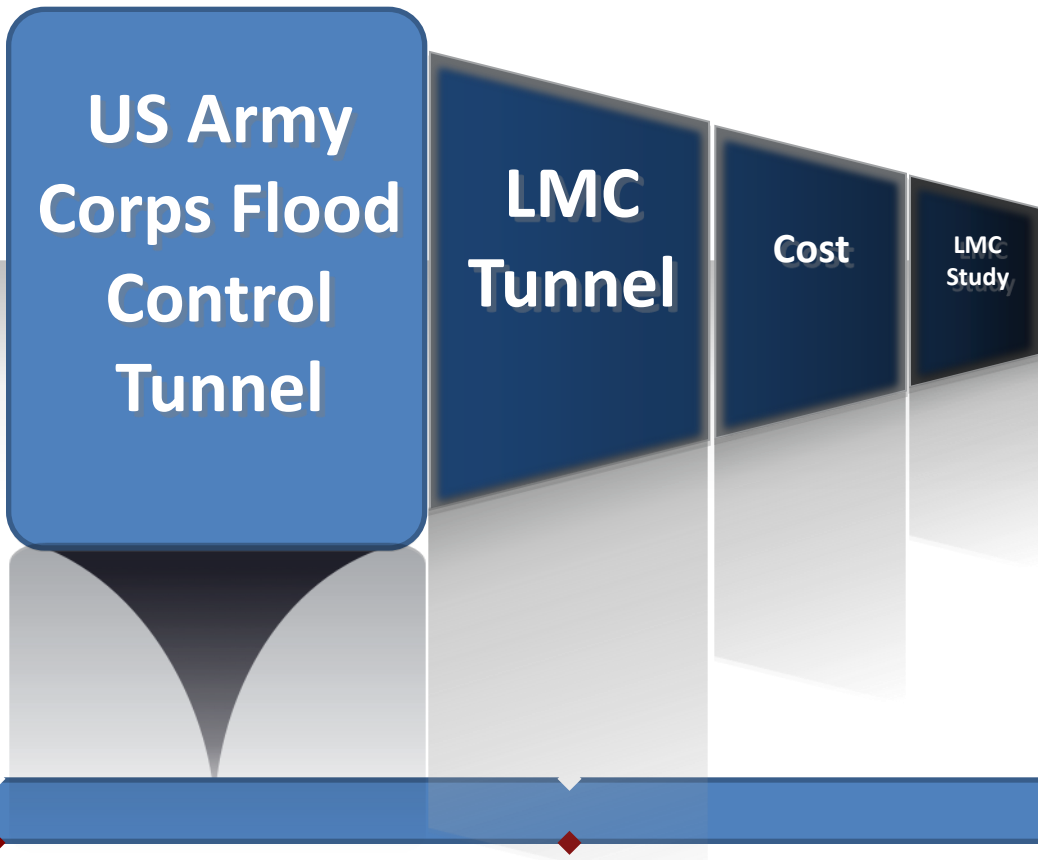 US Army
Corps Flood
Control
Tunnel
LMC
Tunnel
Cost
LMC
Study